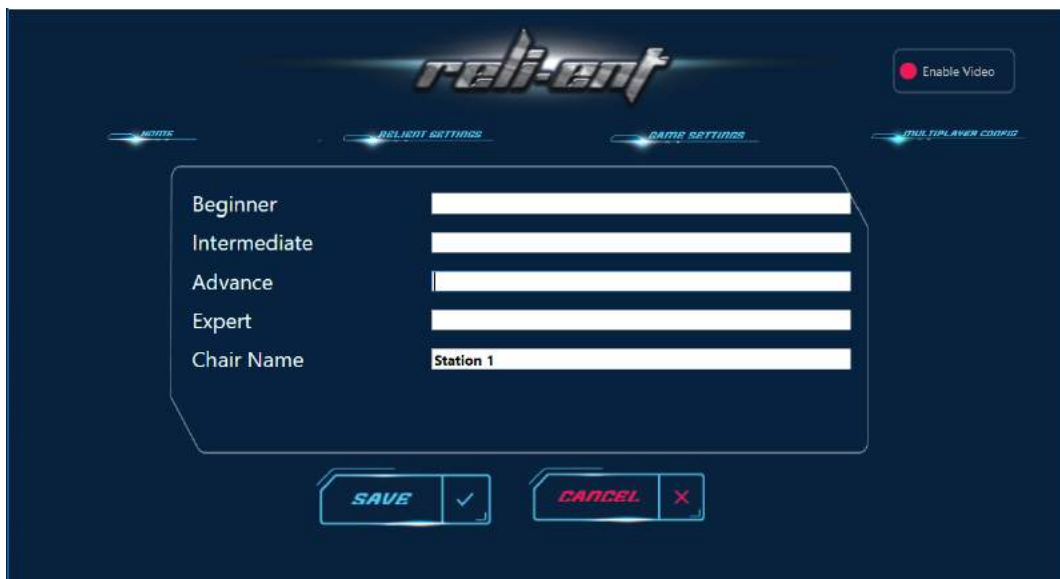 reli-ent
Enable Video
HOME
RELIENT SETTINGS
GAME SETTINGS
MULTIPLAYER CONFIG
Beginner
Intermediate
Advance
Expert
Chair Name Station 1
SAVE
CANCEL